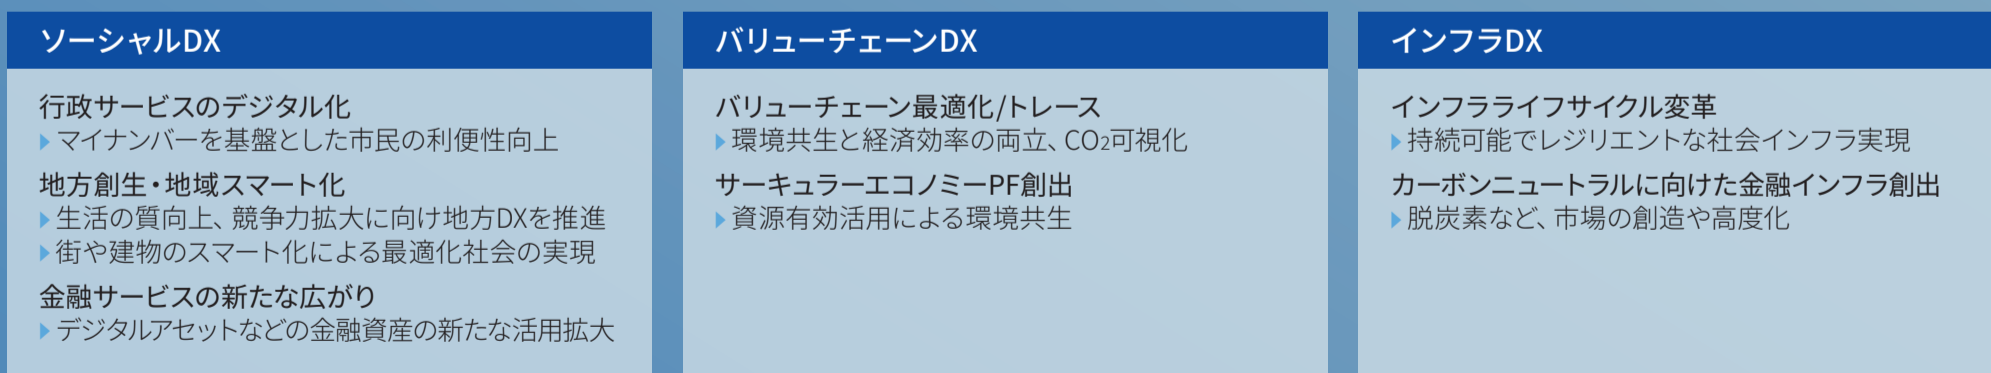 ソーシャルDX
行政サービスのデジタル化
マイナンバーを基盤とした市民の利便性向上
地方創生・地域スマート化
生活の質向上、競争力拡大に向け地方DXを推進
街や建物のスマート化による最適化社会の実現
金融サービスの新たな広がり
デジタルアセットなどの金融資産の新たな活用拡大
バリューチェーンDX
バリューチェーン最適化/トレース
環境共生と経済効率の両立、CO2可視化
サーキュラーエコノミーPF創出
資源有効活用による環境共生
インフラDX
インフラライフサイクル変革
持続可能でレジリエントな社会インフラ実現
カーボンニュートラルに向けた金融インフラ創出
脱炭素など、市場の創造や高度化